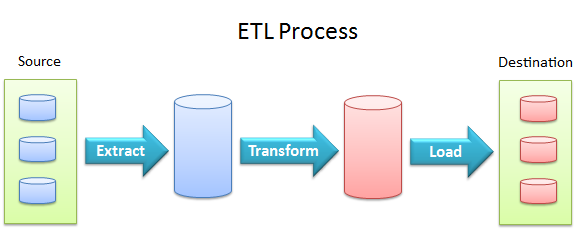 ETL Process
Source
Destination
Extract
Transform
Load